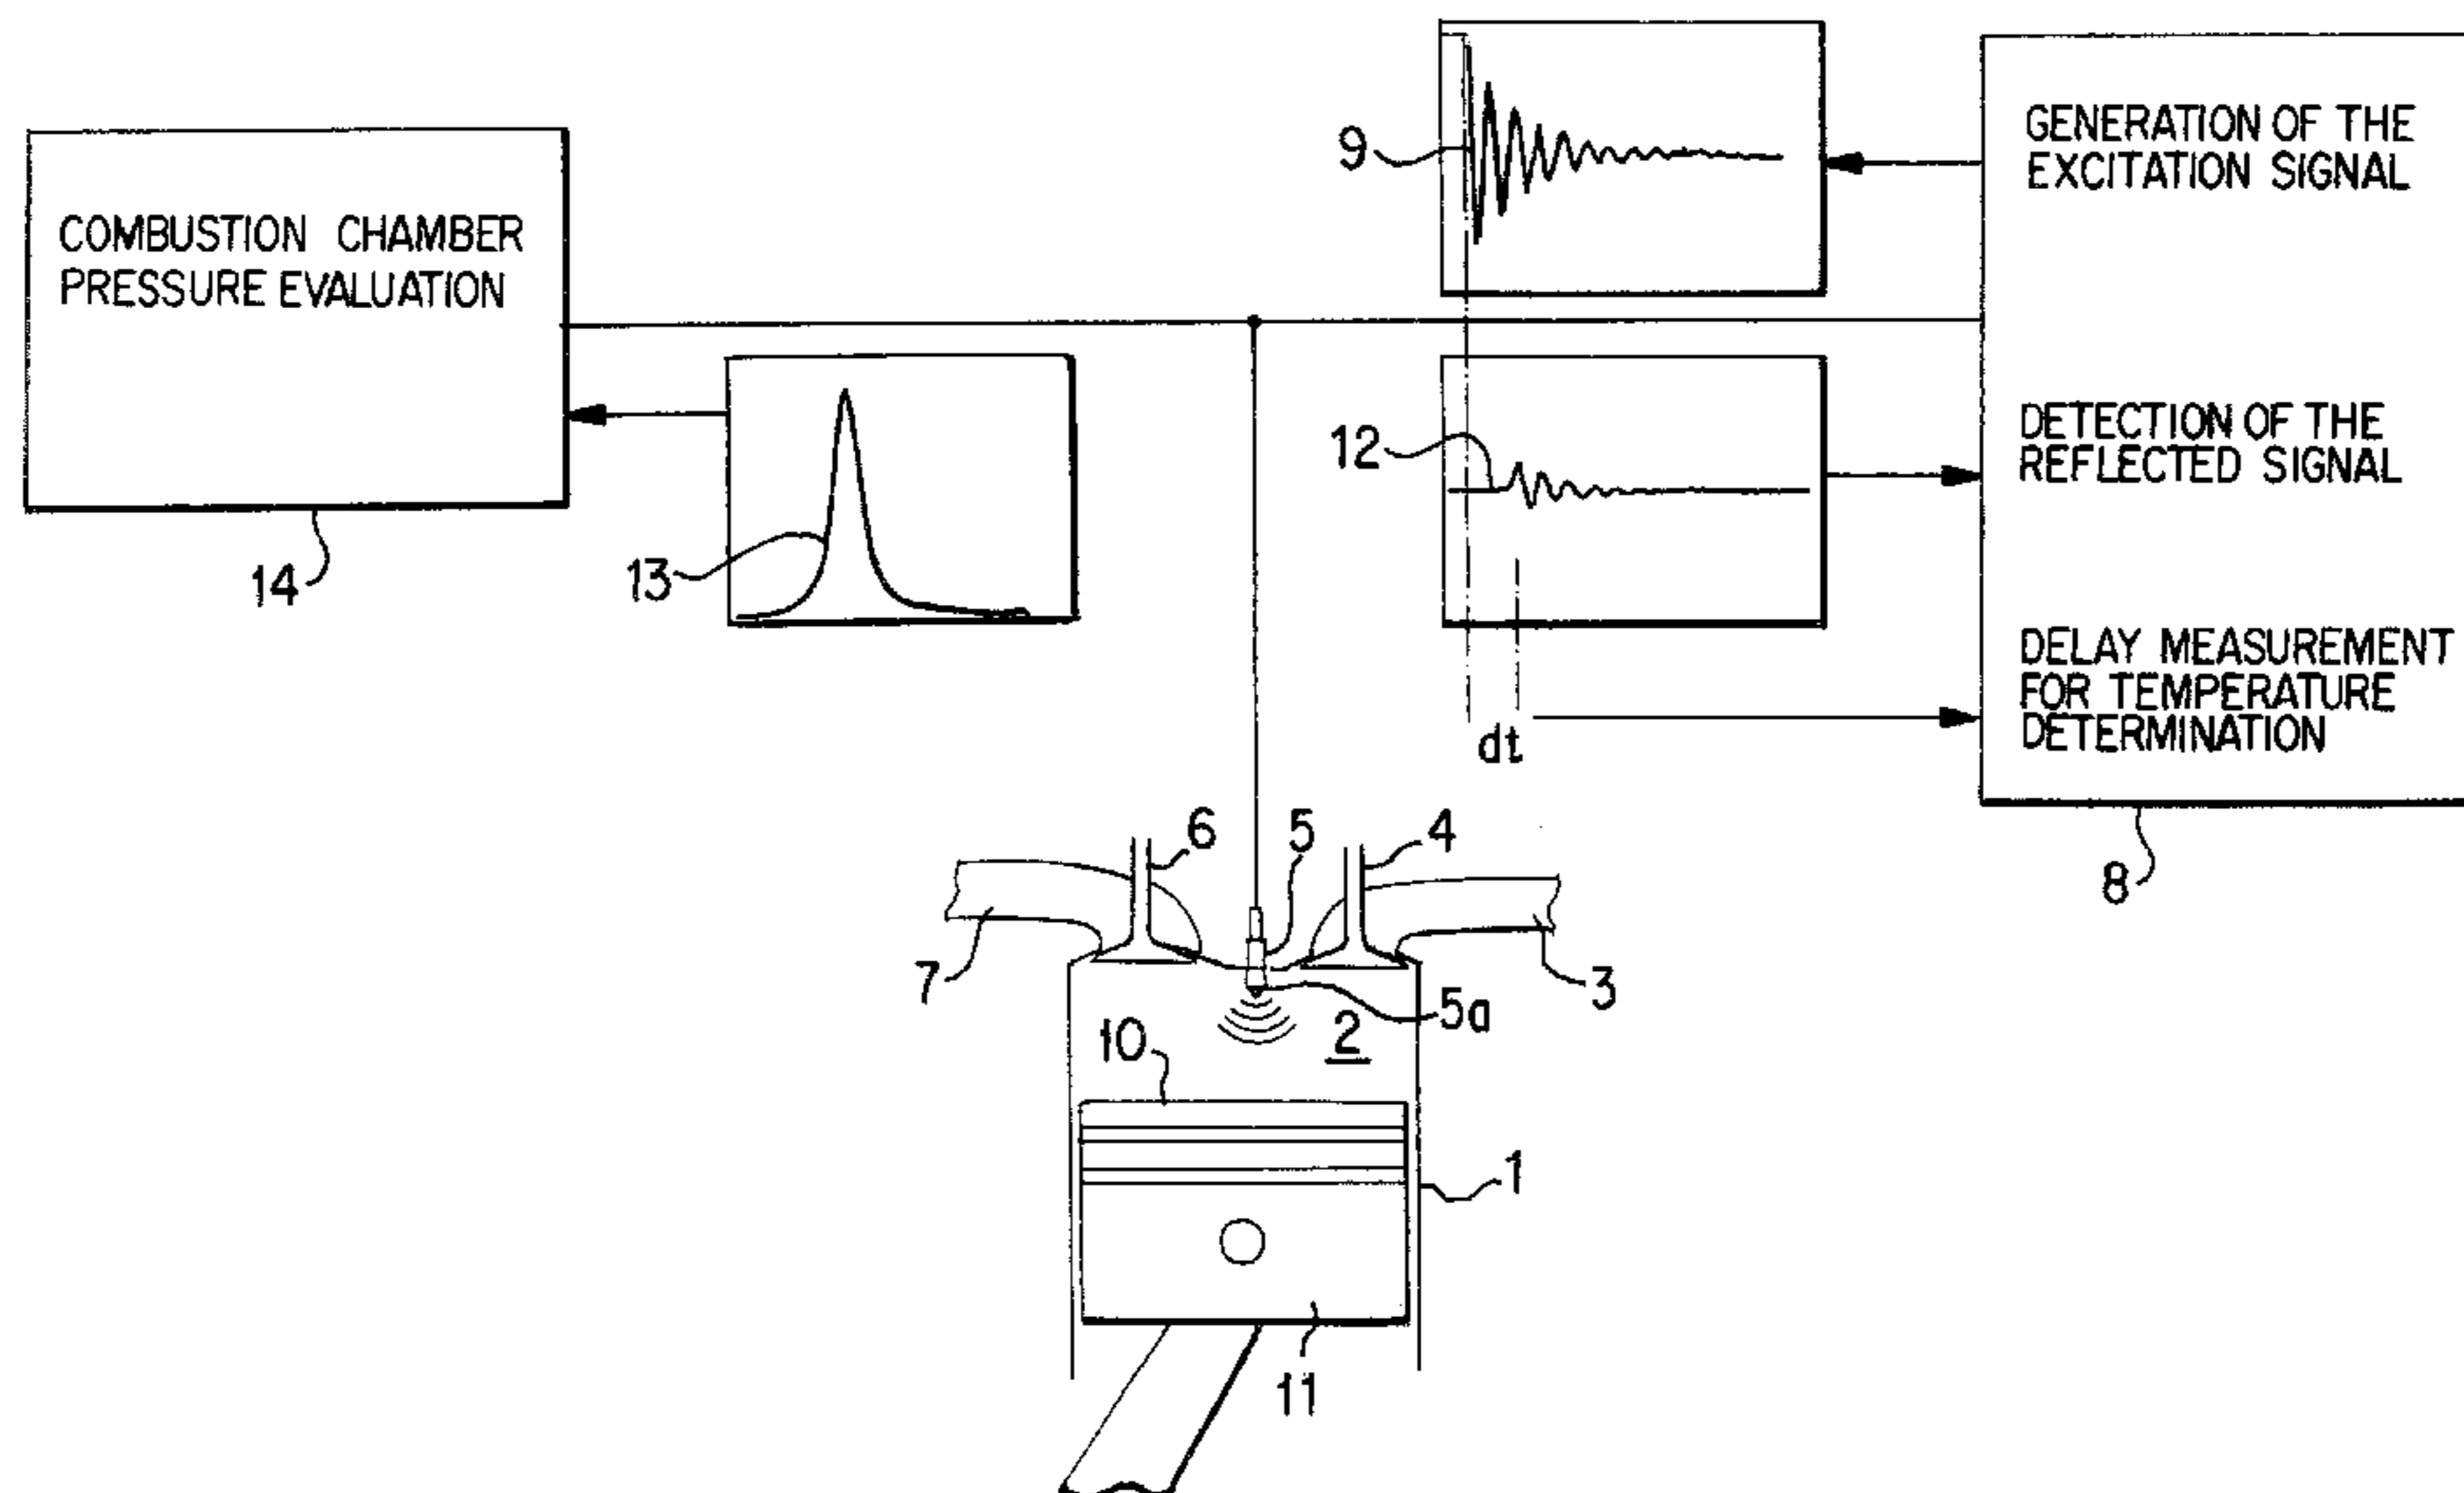 COMBUSTION CHAMBER
PRESSURE EVALUATION
14
13
9
12
dt
GENERATION OF THE
EXCITATION SIGNAL
DETECTION OF THE
REFLECTED SIGNAL
DELAY MEASUREMENT
FOR TEMPERATURE
DETERMINATION
8
6
5
4
7
3
5a
10
2
1
11